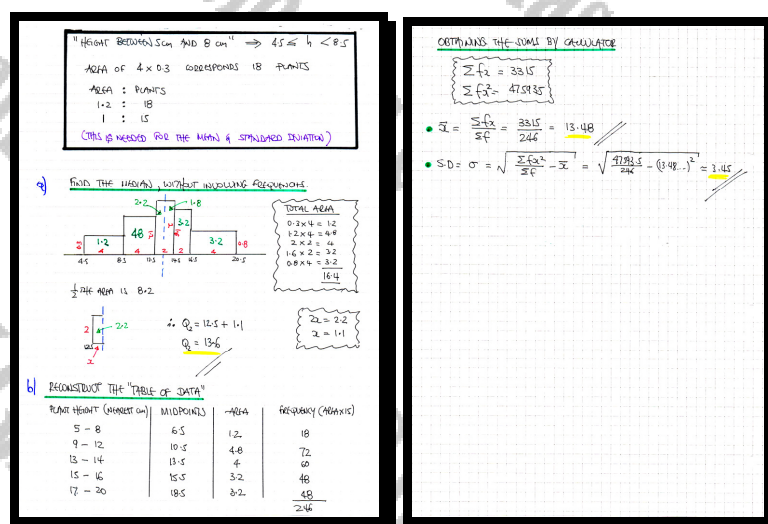 "HEIGHT BETWEEN 5cm AND 8 cm" ⟹ 4.5 ≤ h < 8.5
AREA OF 4 × 0.3 CORRESPONDS 18 PLANTS
AREA : PLANTS
1.2 : 18
1 : 15
(THIS IS NEEDED FOR THE MEAN & STANDARD DEVIATION)
a) FIND THE MEDIAN, WITHOUT INVOLVING FREQUENCIES
2.2 1.8
1.2 4.8 3.2 3.2
0.3 0.8
4 4 2 2 4
4.5 8.5 12.5 14.5 16.5 20.5
TOTAL AREA
0.3×4 = 1.2
1.2×4 = 4.8
2 × 2 = 4
1.6 × 2 = 3.2
0.8×4 = 3.2
16.4
½ THE AREA IS 8.2
2 2.2
12.5
x
∴ Q₂ = 12.5 + 1.1
Q₂ = 13.6
2x = 2.2
x = 1.1
b) RECONSTRUCT THE "TABLE OF DATA"
PLANT HEIGHT (NEAREST cm) MIDPOINTS AREA FREQUENCY (AREA×15)
5 - 8 6.5 1.2 18
9 - 12 10.5 4.8 72
13 - 14 13.5 4 60
15 - 16 15.5 3.2 48
17 - 20 18.5 3.2 48
246
OBTAINING THE SUMS BY CALCULATOR
Σfx = 3315
Σfx² = 47593.5
• x̄ = Σfx / Σf = 3315 / 246 = 13.48
• S.D = σ = √(Σfx² / Σf - x̄²) = √(47593.5 / 246 - (13.48...)²) = 3.45